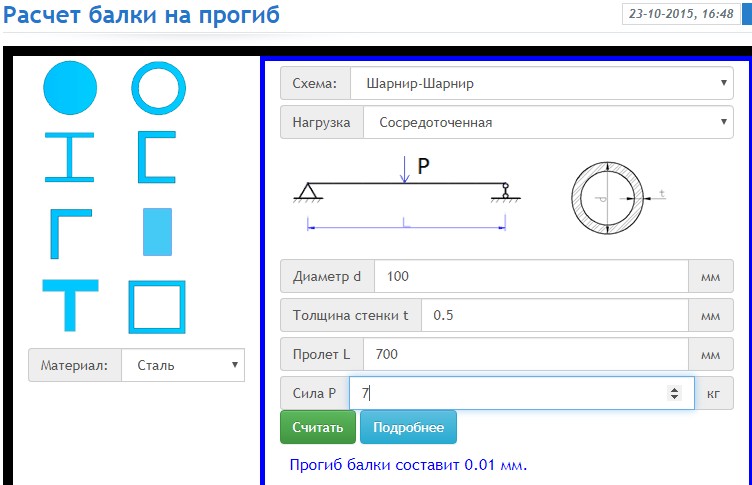 Расчет балки на прогиб
23-10-2015, 16:48
Схема: Шарнир-Шарнир
Нагрузка Сосредоточенная
P
d
t
L
Диаметр d 100 мм
Толщина стенки t 0.5 мм
Пролет L 700 мм
Материал: Сталь
Сила P 7 кг
Считать Подробнее
Прогиб балки составит 0.01 мм.